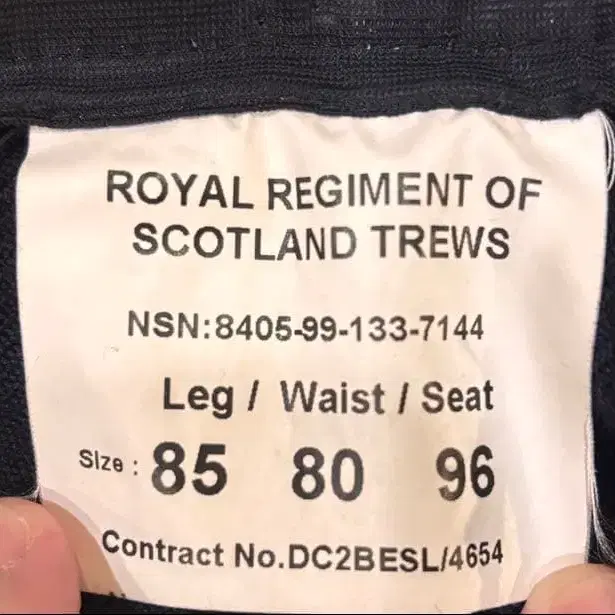 ROYAL REGIMENT OF
SCOTLAND TREWS
NSN:8405-99-133-7144
Leg / Waist / Seat
Size : 85 80 96
Contract No.DC2BESL/4654